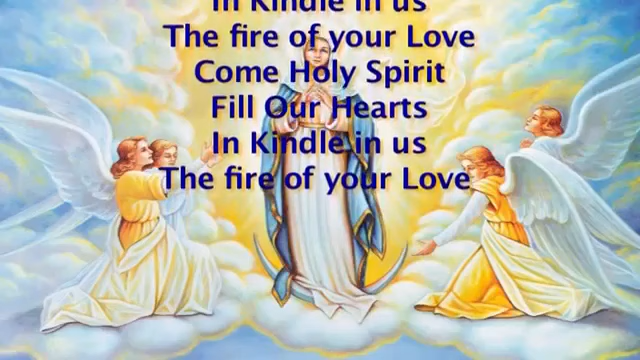 In Kindle in us
The fire of your Love
Come Holy Spirit
Fill Our Hearts
In Kindle in us
The fire of your Love